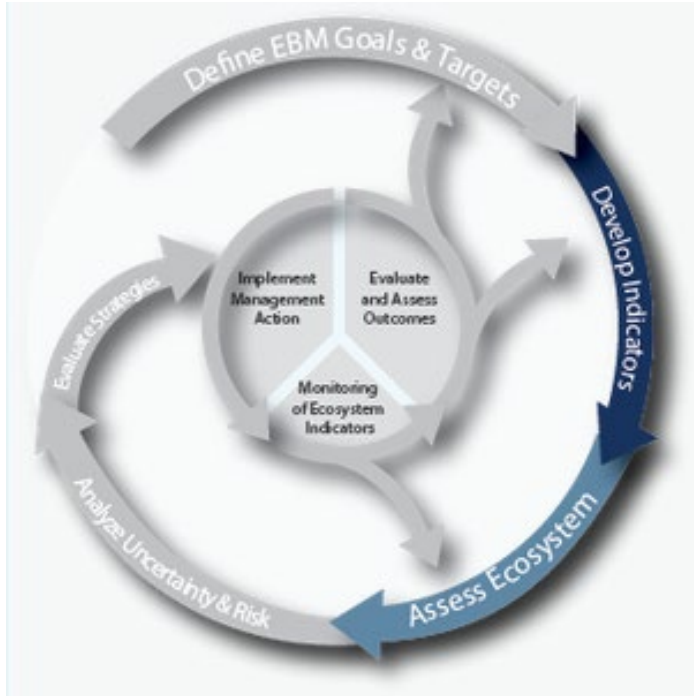 Define EBM Goals & Targets
Develop Indicators
Assess Ecosystem
Analyze Uncertainty & Risk
Evaluate Strategies
Implement
Management
Action
Evaluate
and Assess
Outcomes
Monitoring
of Ecosystem
Indicators